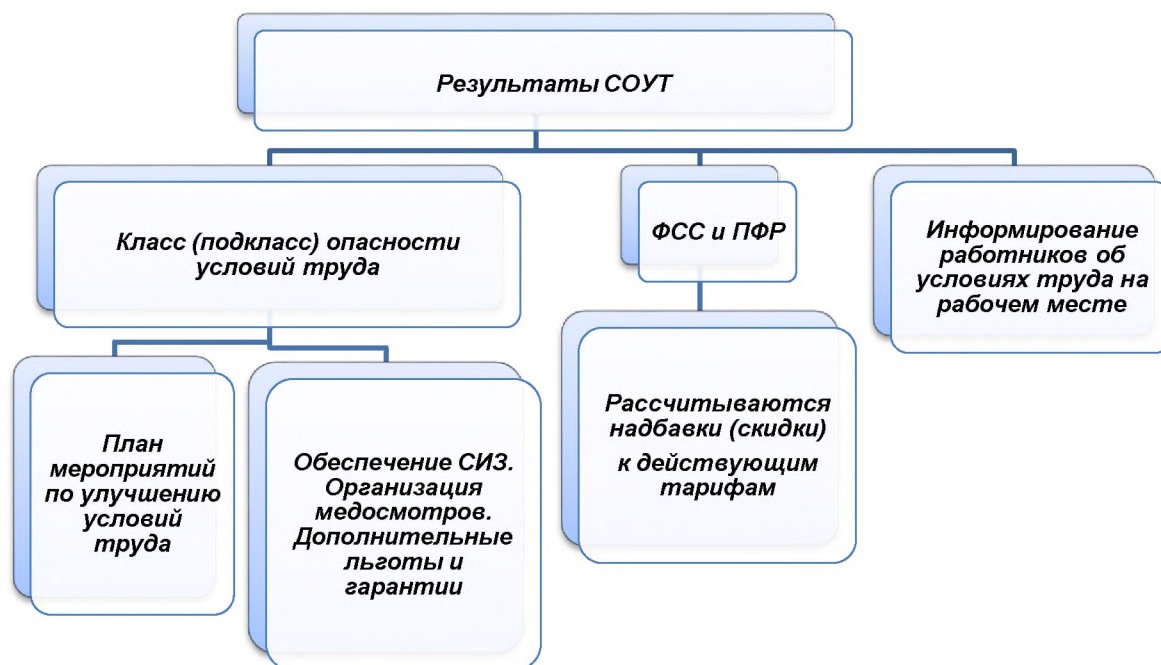 Результаты СОУТ
Класс (подкласс) опасности
условий труда
ФСС и ПФР
Информирование
работников об
условиях труда на
рабочем месте
План
мероприятий
по улучшению
условий
труда
Обеспечение СИЗ.
Организация
медосмотров.
Дополнительные
льготы и
гарантии
Рассчитываются
надбавки (скидки)
к действующим
тарифам